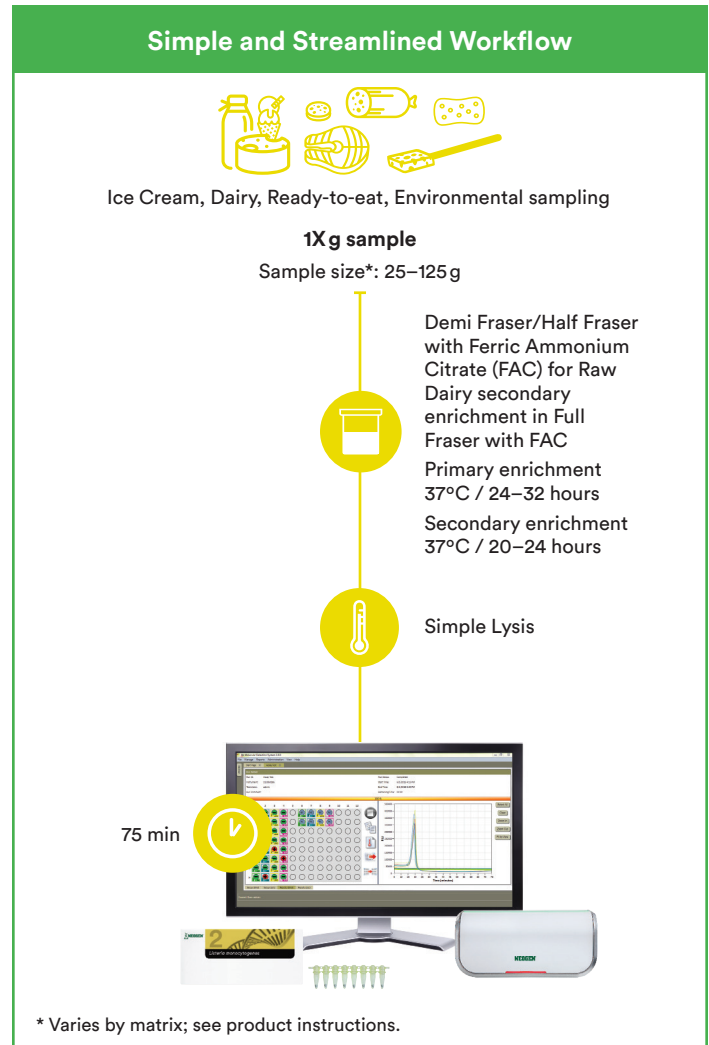 Simple and Streamlined Workflow
Ice Cream, Dairy, Ready-to-eat, Environmental sampling
1X g sample
Sample size*: 25–125 g
Demi Fraser/Half Fraser
with Ferric Ammonium
Citrate (FAC) for Raw
Dairy secondary
enrichment in Full
Fraser with FAC
Primary enrichment
37°C / 24–32 hours
Secondary enrichment
37°C / 20–24 hours
Simple Lysis
75 min
NEOGEN
2
Listeria monocytogenes
NEOGEN
* Varies by matrix; see product instructions.